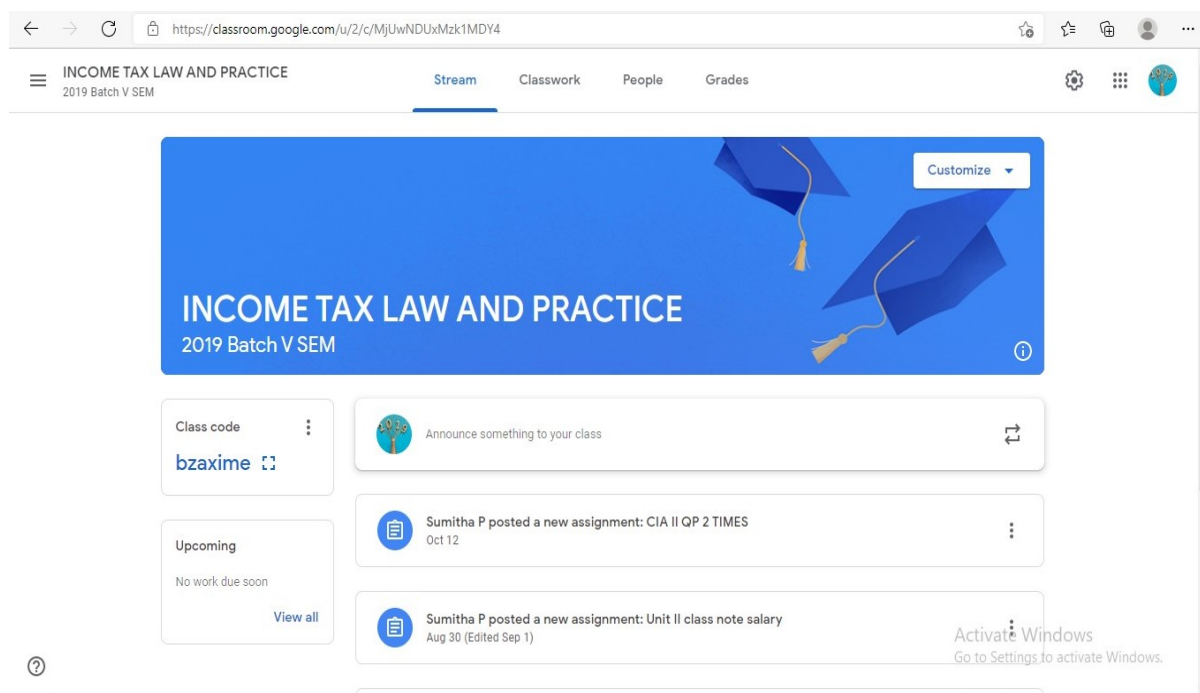 https://classroom.google.com/u/2/c/MjUwNDUxMzk1MDY4
INCOME TAX LAW AND PRACTICE
2019 Batch V SEM
Stream
Classwork
People
Grades
Customize
INCOME TAX LAW AND PRACTICE
2019 Batch V SEM
Class code
bzaxime
Announce something to your class
Sumitha P posted a new assignment: CIA II QP 2 TIMES
Oct 12
Upcoming
No work due soon
View all
Sumitha P posted a new assignment: Unit II class note salary
Aug 30 (Edited Sep 1)
Activate Windows
Go to Settings to activate Windows.